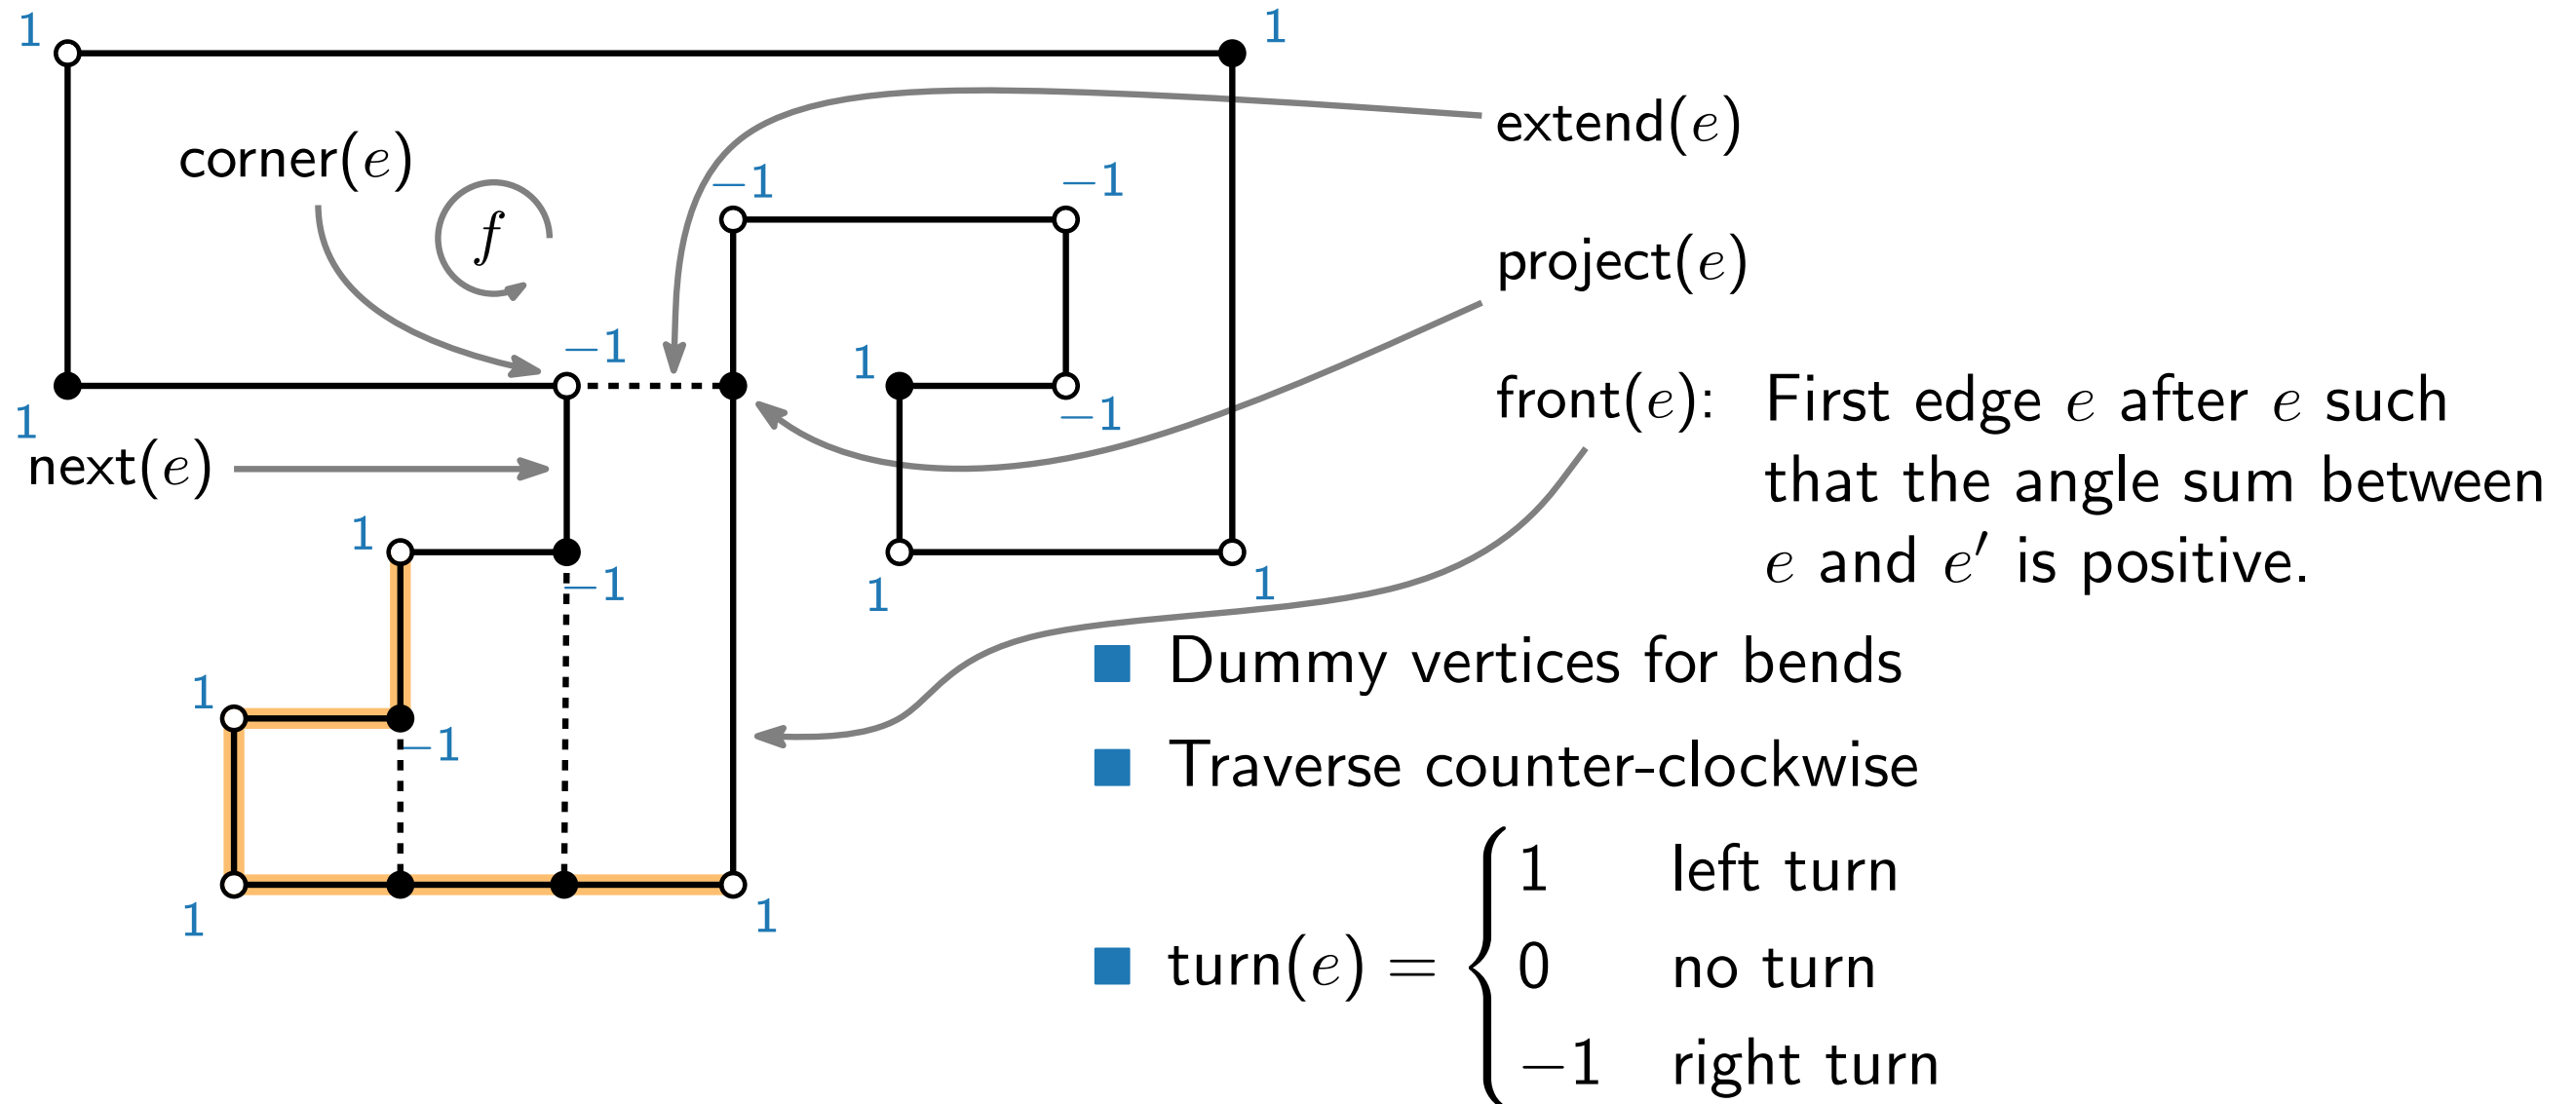 1
1
extend(e)
corner(e)
f
−1
−1
project(e)
−1
1
1
−1
front(e): First edge e after e such
that the angle sum between
e and e′ is positive.
next(e)
1
−1
1
1
1
−1
Dummy vertices for bends
Traverse counter-clockwise
1
1
turn(e) = { 1 left turn
0 no turn
−1 right turn